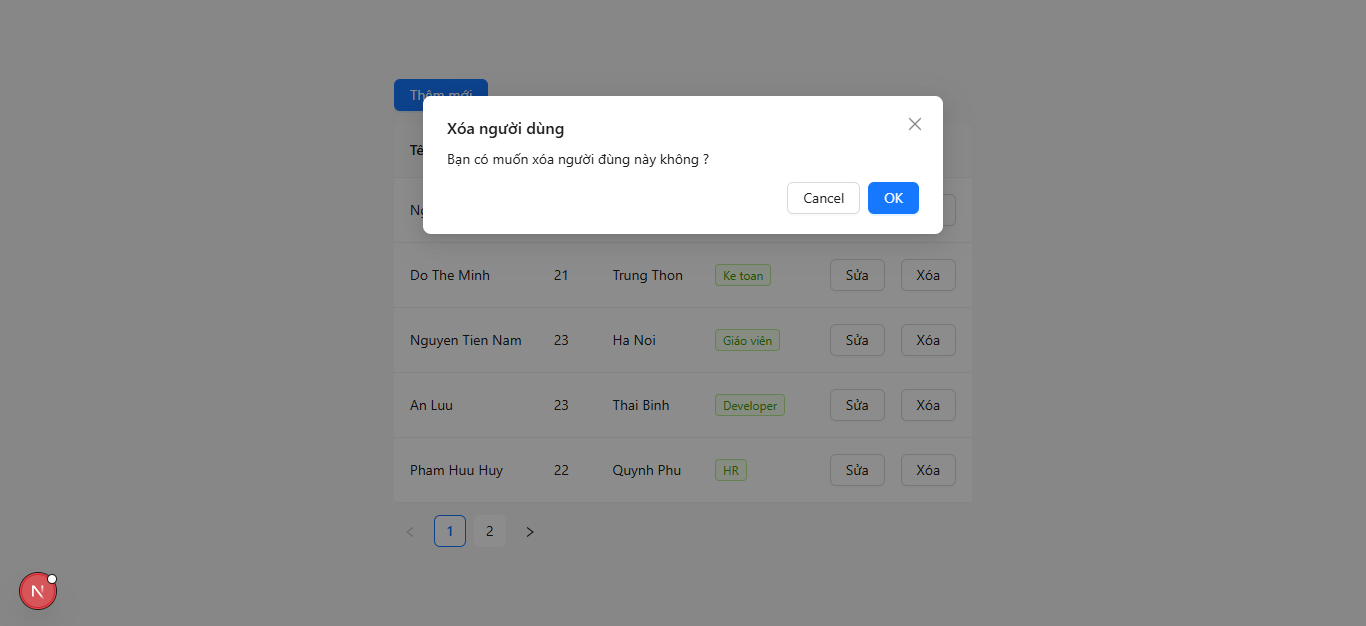 Thêm mới
Xóa người dùng
Tê
Bạn có muốn xóa người đùng này không ?
Cancel OK
Do The Minh 21 Trung Thon Ke toan Sửa Xóa
Nguyen Tien Nam 23 Ha Noi Giáo viên Sửa Xóa
An Luu 23 Thai Binh Developer Sửa Xóa
Pham Huu Huy 22 Quynh Phu HR Sửa Xóa
1 2
N